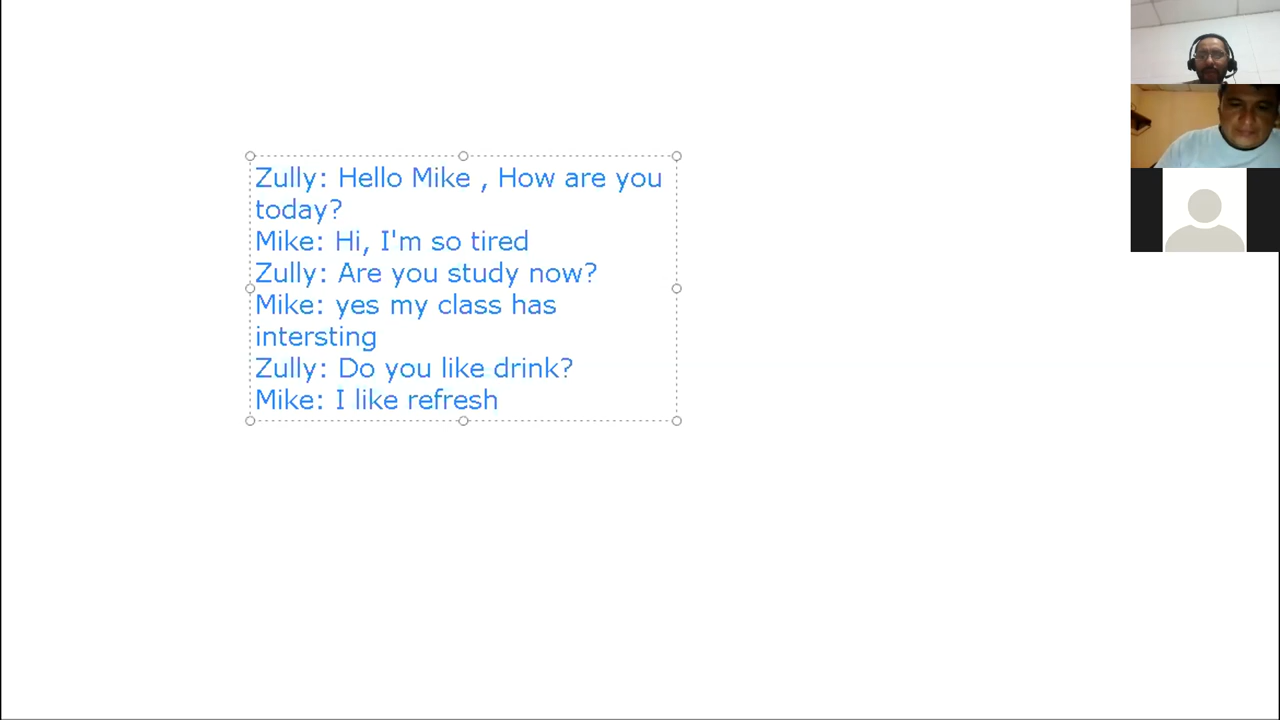 Zully: Hello Mike , How are you
today?
Mike: Hi, I'm so tired
Zully: Are you study now?
Mike: yes my class has
intersting
Zully: Do you like drink?
Mike: I like refresh